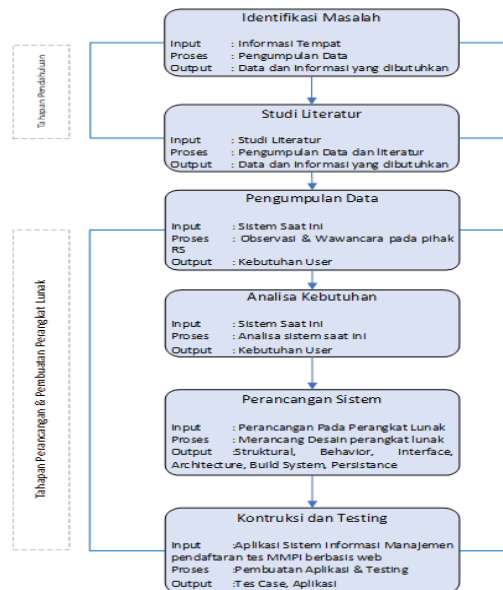 Identifikasi Masalah
Input : Informasi Tempat
Proses : Pengumpulan Data
Output : Data dan Informasi yang dibutuhkan
Tahapan Pendahuluan
Studi Literatur
Input : Studi Literatur
Proses : Pengumpulan Data dan literatur
Output : Data dan Informasi yang dibutuhkan
Pengumpulan Data
Input : Sistem Saat Ini
Proses : Observasi & Wawancara pada pihak
RS
Output : Kebutuhan User
Tahapan Perancangan & Pembuatan Perangkat Lunak
Analisa Kebutuhan
Input : Sistem Saat Ini
Proses : Analisa sistem saat ini
Output : Kebutuhan User
Perancangan Sistem
Input : Perancangan Pada Perangkat Lunak
Proses : Merancang Desain perangkat lunak
Output :Struktural, Behavior, Interface,
Architecture, Build System, Persistance
Kontruksi dan Testing
Input :Aplikasi Sistem Informasi Manajemen
pendaftaran tes MMPI berbasis web
Proses :Pembuatan Aplikasi & Testing
Output :Tes Case, Aplikasi